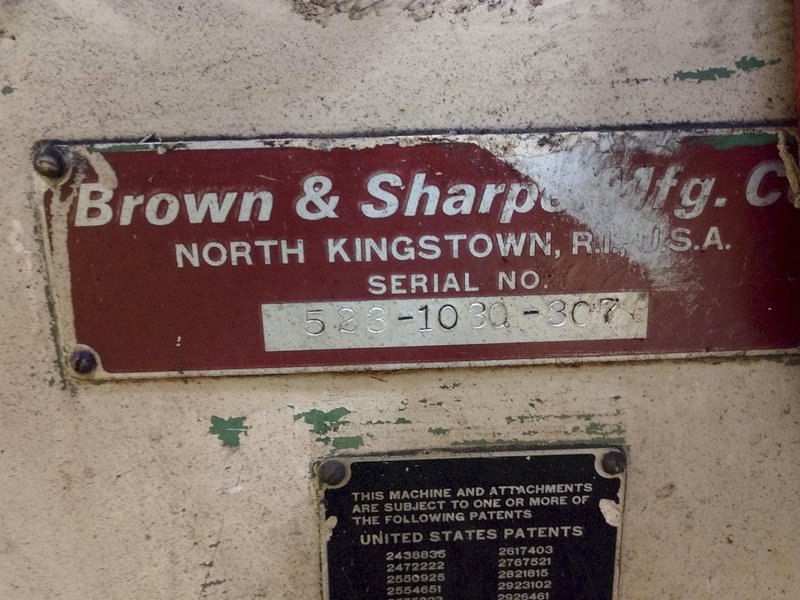 Brown & Sharpe Mfg. C
NORTH KINGSTOWN, R.I., U.S.A.
SERIAL NO.
523-1030-307
THIS MACHINE AND ATTACHMENTS
ARE SUBJECT TO ONE OR MORE OF
THE FOLLOWING PATENTS
UNITED STATES PATENTS
2438835 2617403
2472222 2767521
2550925 2821815
2554651 2923102
2926461